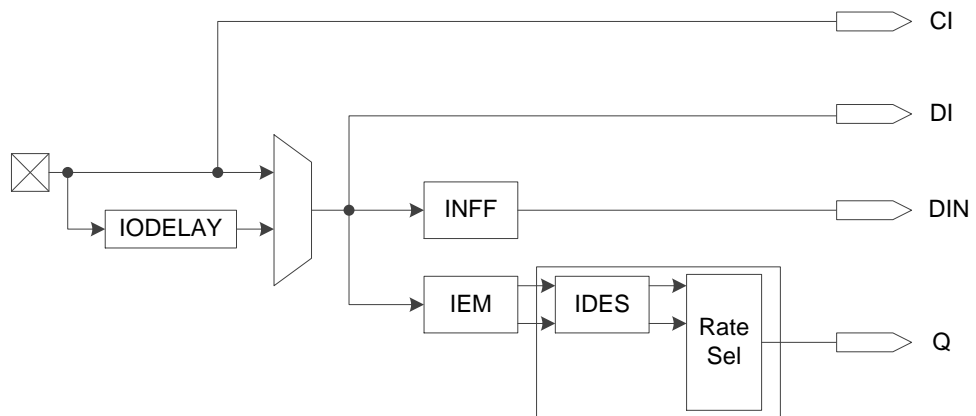 CI
DI
IODELAY
INFF
DIN
IEM
IDES
Rate
Sel
Q